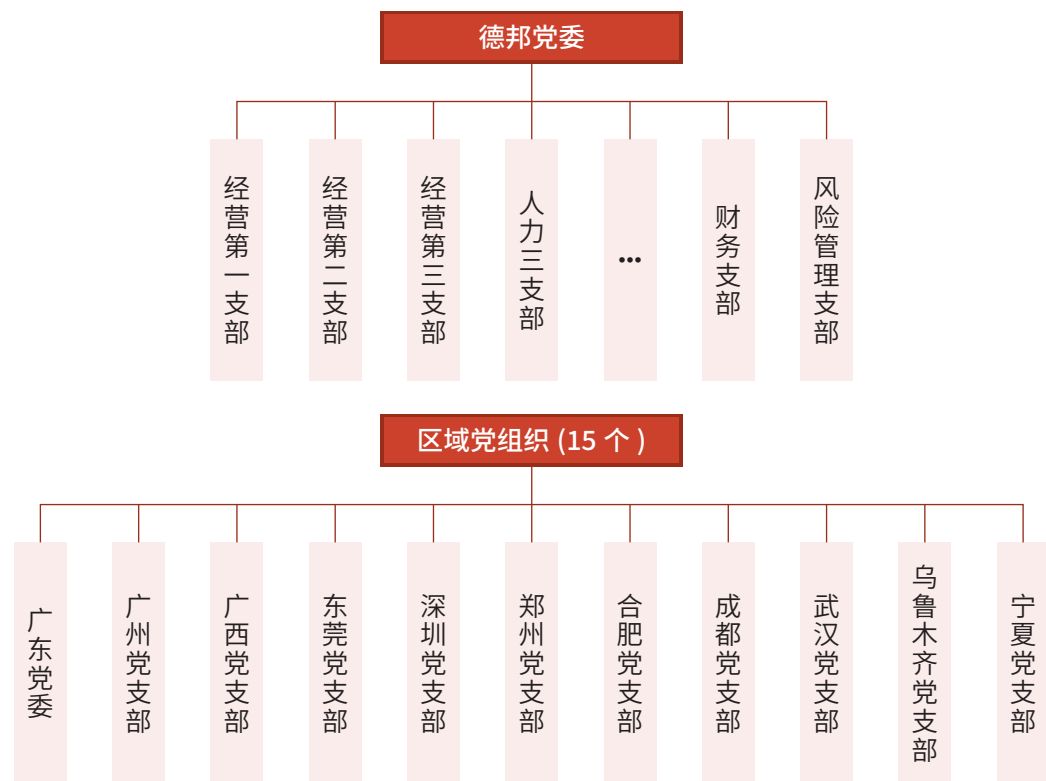 德邦党委
经营第一支部
经营第二支部
经营第三支部
人力三支部
...
财务支部
风险管理支部
区域党组织 (15 个 )
广东党委
广州党支部
广西党支部
东莞党支部
深圳党支部
郑州党支部
合肥党支部
成都党支部
武汉党支部
乌鲁木齐党支部
宁夏党支部